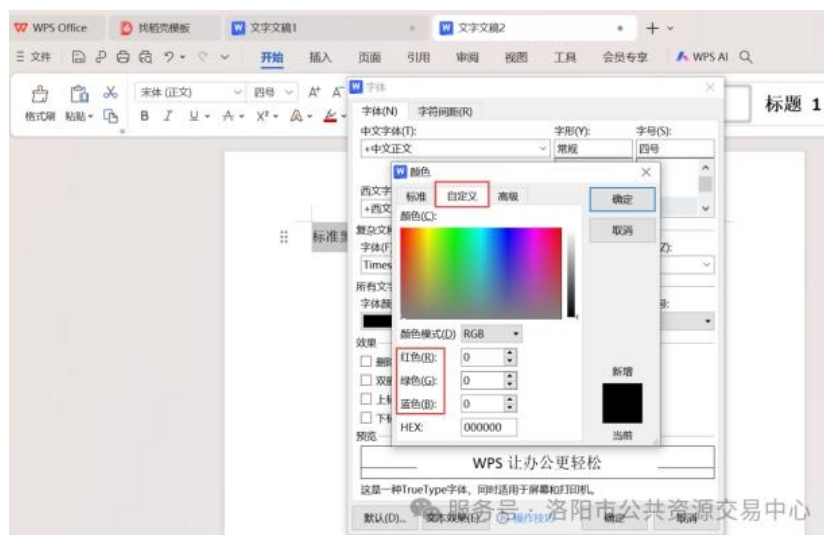 WPS Office 找稻壳模板 文字文稿1 文字文稿2
文件 开始 插入 页面 引用 审阅 视图 工具 会员专享 WPS AI
格式刷 粘贴 宋体 (正文) 四号 标题 1
字体
字体(N) 字符间距(R)
中文字体(T): 字形(Y): 字号(S):
+中文正文 常规 四号
颜色
西文字
标准 自定义 高级 确定
+西文
颜色(C):
取消
标准
字体(F
Z):
Times
所有文字
字体颜
颜色模式(D) RGB
效果
红色(R): 0
绿色(G): 0
新增
蓝色(B): 0
HEX: 000000
当前
预览
WPS 让办公更轻松
这是一种TrueType字体，同时适用于屏幕和打印机。
默认(D)... 文本效果(E)... 操作技巧 确定 取消
服务号 · 洛阳市公共资源交易中心